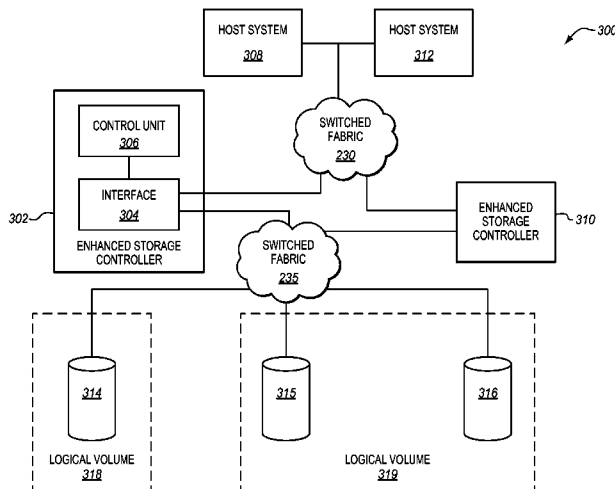 300
HOST SYSTEM
308
HOST SYSTEM
312
SWITCHED
FABRIC
230
CONTROL UNIT
306
INTERFACE
304
302
ENHANCED STORAGE
CONTROLLER
ENHANCED
STORAGE
CONTROLLER
310
SWITCHED
FABRIC
235
314
315
316
LOGICAL VOLUME
318
LOGICAL VOLUME
319